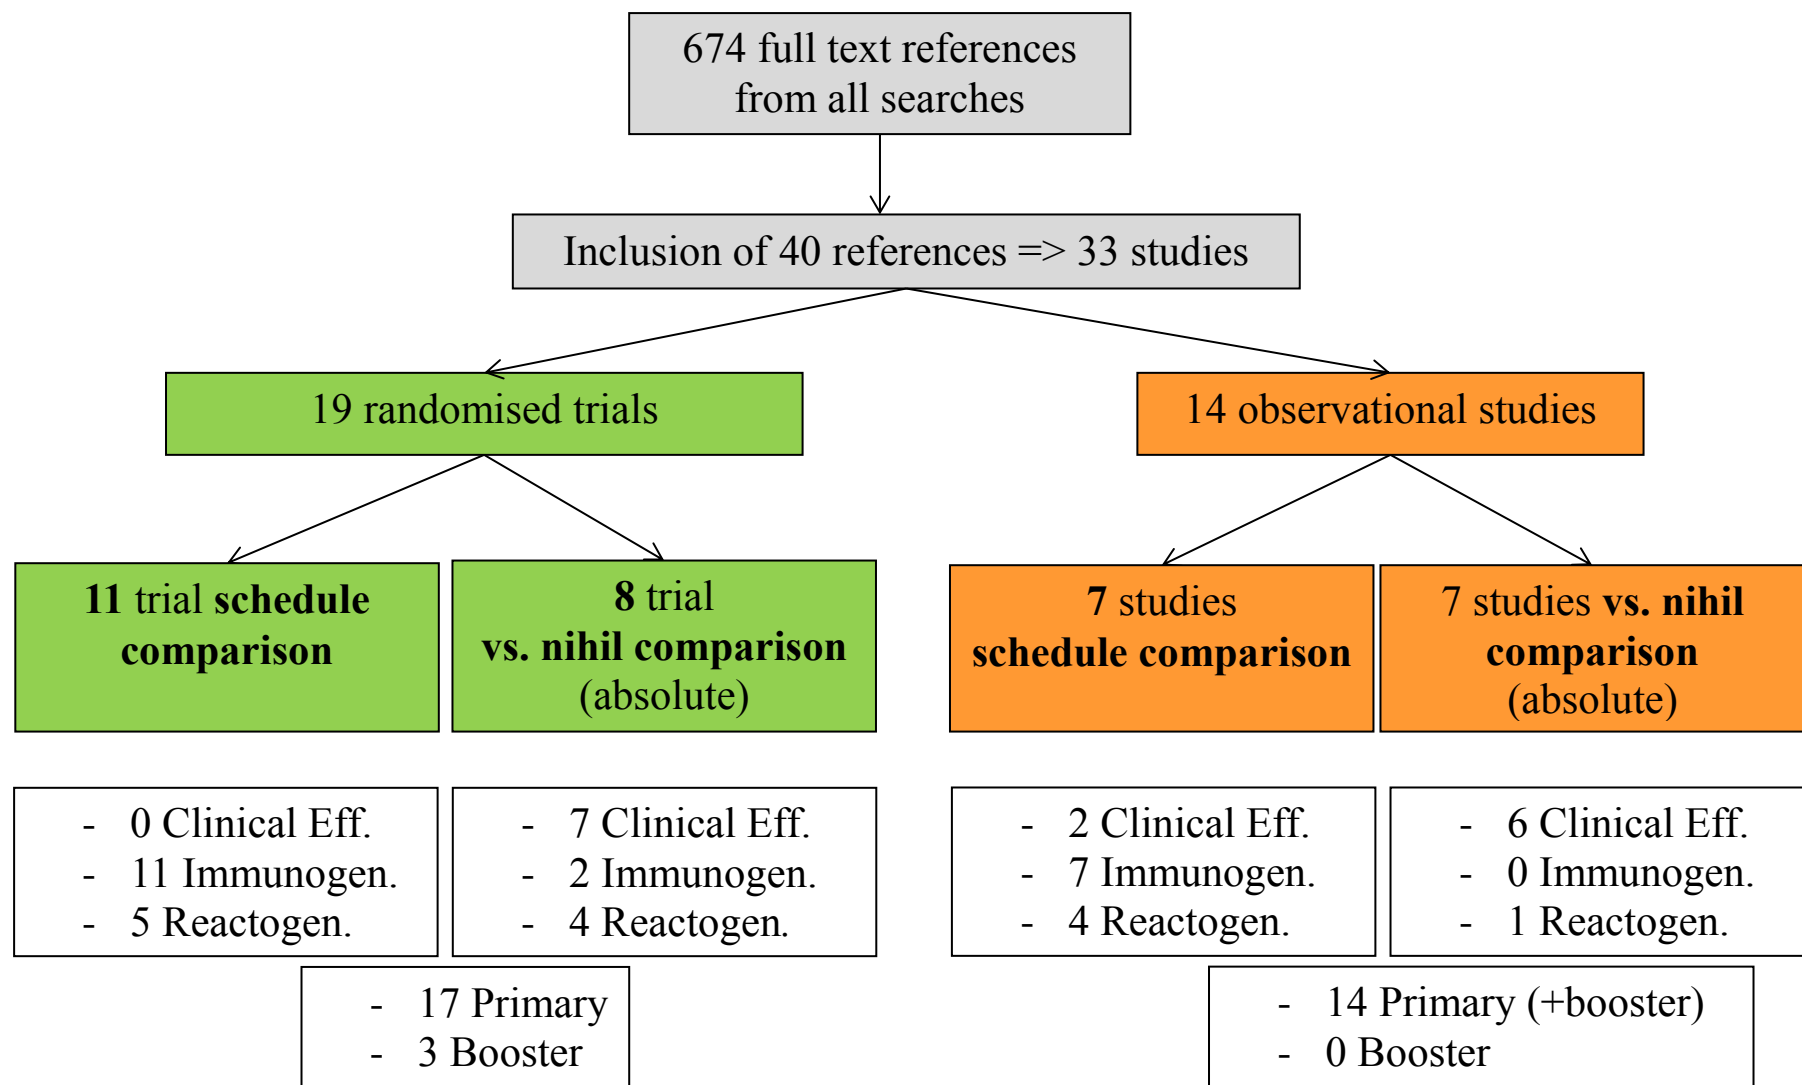 674 full text references
from all searches
Inclusion of 40 references => 33 studies
19 randomised trials
14 observational studies
11 trial schedule
comparison
8 trial
vs. nihil comparison
(absolute)
7 studies
schedule comparison
7 studies vs. nihil
comparison
(absolute)
- 0 Clinical Eff.
- 11 Immunogen.
- 5 Reactogen.
- 7 Clinical Eff.
- 2 Immunogen.
- 4 Reactogen.
- 2 Clinical Eff.
- 7 Immunogen.
- 4 Reactogen.
- 6 Clinical Eff.
- 0 Immunogen.
- 1 Reactogen.
- 17 Primary
- 3 Booster
- 14 Primary (+booster)
- 0 Booster